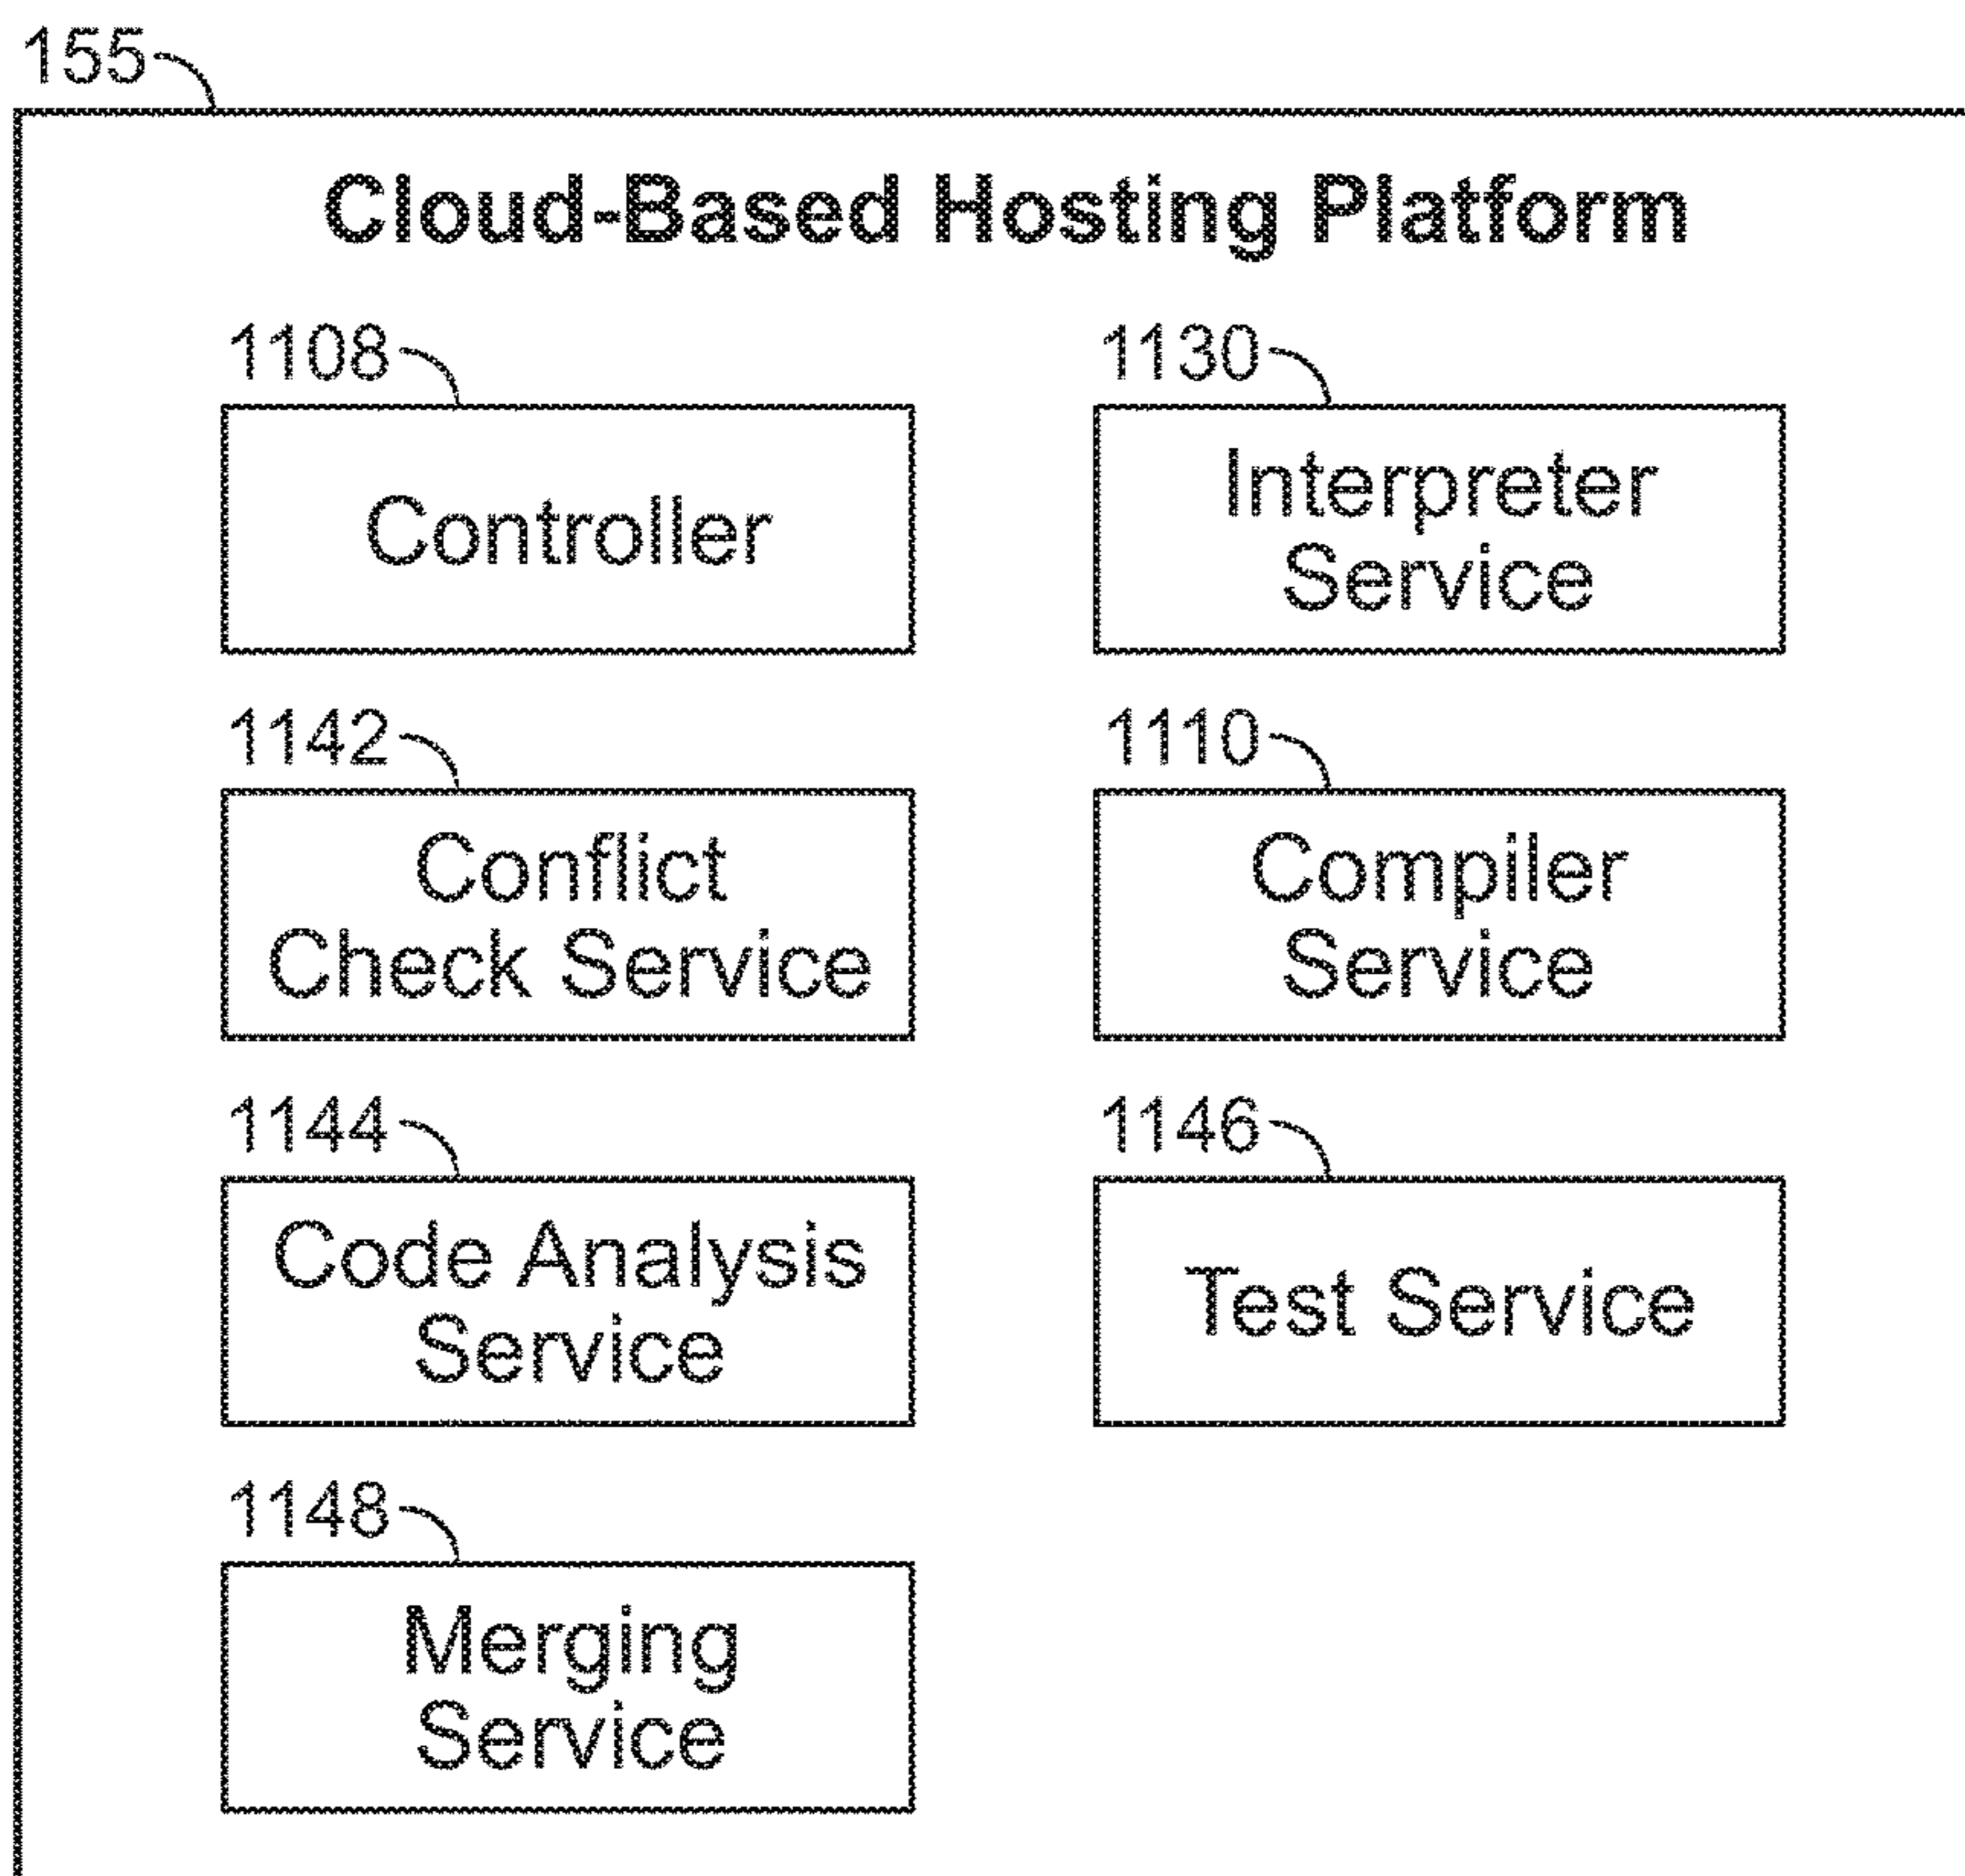 155
Cloud-Based Hosting Platform
1108
Controller
1130
Interpreter
Service
1142
Conflict
Check Service
1110
Compiler
Service
1144
Code Analysis
Service
1146
Test Service
1148
Merging
Service